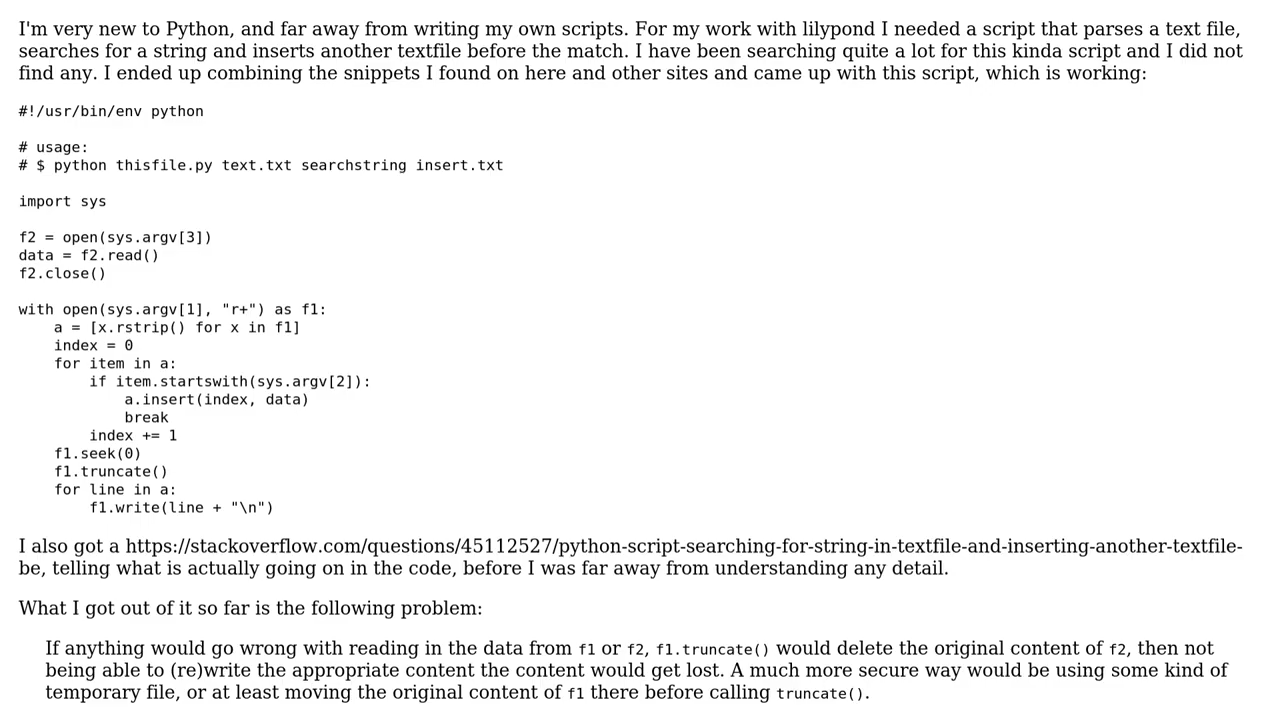 I'm very new to Python, and far away from writing my own scripts. For my work with lilypond I needed a script that parses a text file,
searches for a string and inserts another textfile before the match. I have been searching quite a lot for this kinda script and I did not
find any. I ended up combining the snippets I found on here and other sites and came up with this script, which is working:
#!/usr/bin/env python
# usage:
# $ python thisfile.py text.txt searchstring insert.txt
import sys
f2 = open(sys.argv[3])
data = f2.read()
f2.close()
with open(sys.argv[1], "r+") as f1:
    a = [x.rstrip() for x in f1]
    index = 0
    for item in a:
        if item.startswith(sys.argv[2]):
            a.insert(index, data)
            break
        index += 1
    f1.seek(0)
    f1.truncate()
    for line in a:
        f1.write(line + "\n")
I also got a https://stackoverflow.com/questions/45112527/python-script-searching-for-string-in-textfile-and-inserting-another-textfile-
be, telling what is actually going on in the code, before I was far away from understanding any detail.
What I got out of it so far is the following problem:
If anything would go wrong with reading in the data from f1 or f2, f1.truncate() would delete the original content of f2, then not
being able to (re)write the appropriate content the content would get lost. A much more secure way would be using some kind of
temporary file, or at least moving the original content of f1 there before calling truncate().